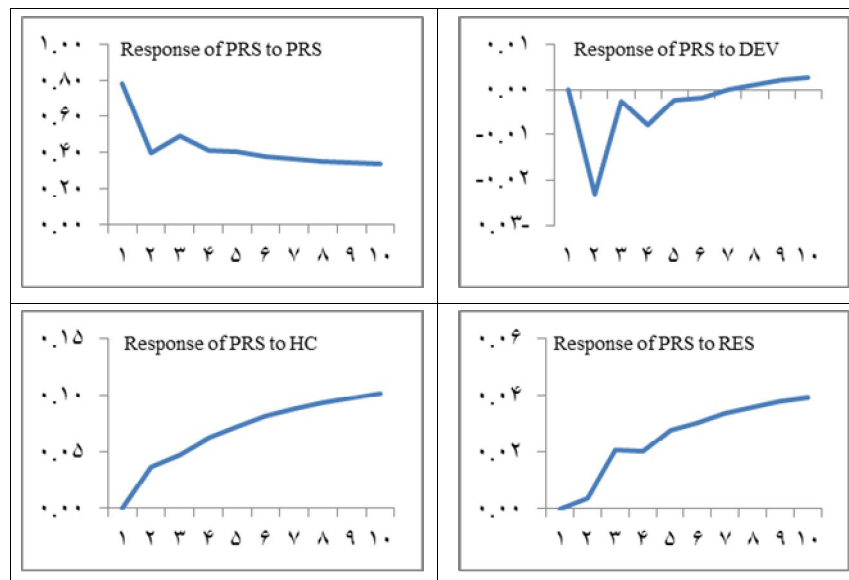 Response of PRS to PRS
۱.۰۰
۰.۸۰
۰.۶۰
۰.۴۰
۰.۲۰
۰.۰۰
۱ ۲ ۳ ۴ ۵ ۶ ۷ ۸ ۹ ۱۰
Response of PRS to DEV
۰.۰۱
۰.۰۰
-۰.۰۱
-۰.۰۲
۰.۰۳-
۱ ۲ ۳ ۴ ۵ ۶ ۷ ۸ ۹ ۱۰
Response of PRS to HC
۰.۱۵
۰.۱۰
۰.۰۵
۰.۰۰
۱ ۲ ۳ ۴ ۵ ۶ ۷ ۸ ۹ ۱۰
Response of PRS to RES
۰.۰۶
۰.۰۴
۰.۰۲
۰.۰۰
۱ ۲ ۳ ۴ ۵ ۶ ۷ ۸ ۹ ۱۰